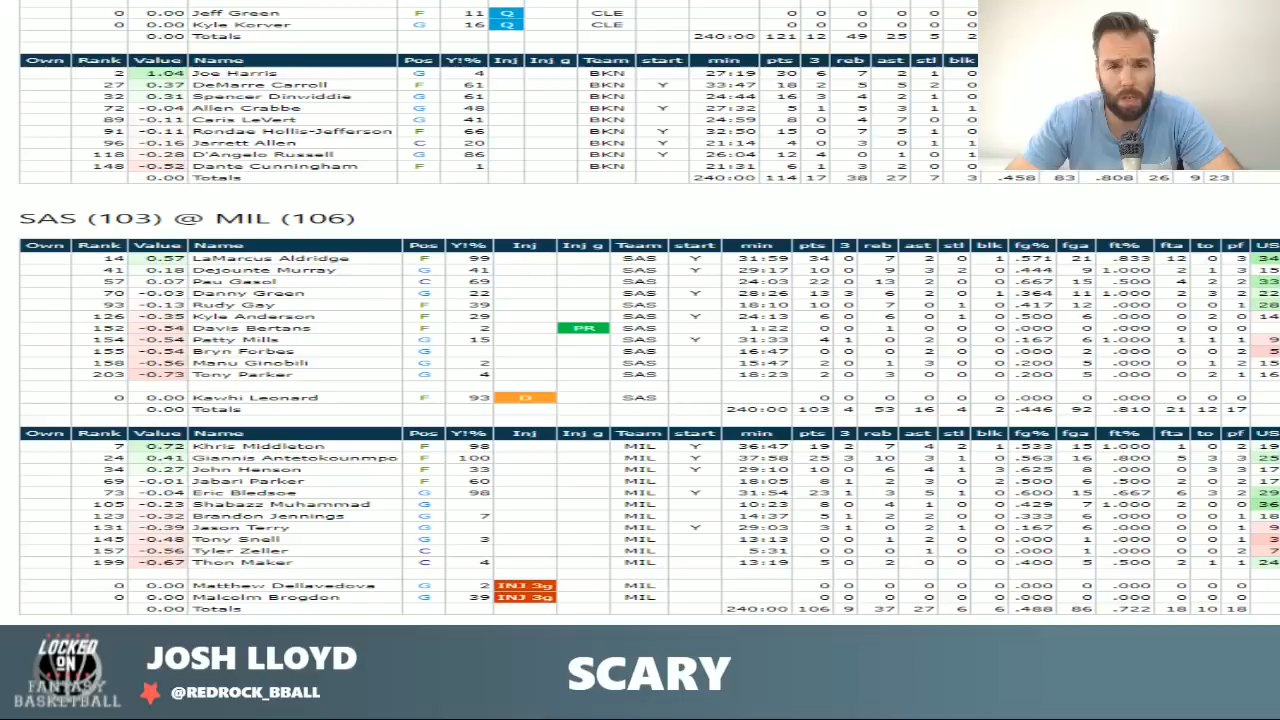 0 0.00 Jeff Green F 11 Q CLE 0 0 0 0 0 0
0 0.00 Kyle Korver G 16 Q CLE 0 0 0 0 0 0
0.00 Totals 240:00 121 12 49 25 5 2
Own Rank Value Name Pos Y!% Inj Inj g Team start min pts 3 reb ast stl blk
2 1.04 Joe Harris G 4 BKN 27:19 30 6 7 2 1 0
27 0.37 DeMarre Carroll F 61 BKN Y 33:47 18 2 5 5 2 0
32 0.31 Spencer Dinwiddie G 61 BKN 24:44 16 3 4 2 1 0
72 -0.04 Allen Crabbe G 48 BKN Y 27:32 5 1 5 3 1 1
89 -0.11 Caris LeVert G 41 BKN 24:59 8 0 4 7 0 0
91 -0.11 Rondae Hollis-Jefferson F 66 BKN Y 32:50 15 0 7 5 1 1
96 -0.16 Jarrett Allen C 20 BKN Y 21:14 4 0 3 2 0 1
118 -0.28 D'Angelo Russell G 86 BKN Y 26:04 12 4 0 1 0 1
148 -0.52 Dante Cunningham F 1 BKN 21:31 6 1 3 2 0 0
0.00 Totals 240:00 114 17 38 27 7 3 .458 83 .808 26 9 23
SAS (103) @ MIL (106)
Own Rank Value Name Pos Y!% Inj Inj g Team start min pts 3 reb ast stl blk fg% fga ft% fta to pf US
14 0.57 LaMarcus Aldridge F 99 SAS Y 31:59 34 0 7 2 0 1 .571 21 .833 12 0 3 34
41 0.18 Dejounte Murray G 41 SAS Y 29:17 10 0 9 3 2 0 .444 9 1.000 2 1 3 15
57 0.07 Pau Gasol C 69 SAS 24:03 22 0 13 2 0 0 .667 15 .500 4 2 2 33
70 -0.03 Danny Green G 22 SAS Y 28:26 13 3 6 2 0 1 .364 11 1.000 2 3 2 22
93 -0.13 Rudy Gay F 39 SAS 18:10 10 0 7 0 1 0 .417 12 .000 0 0 0 28
126 -0.35 Kyle Anderson F 29 SAS Y 24:13 6 0 6 3 1 0 .500 6 .000 0 2 0 14
152 -0.54 Davis Bertans F 2 PR SAS 1:22 0 0 1 0 0 0 .000 0 .000 0 0 0
154 -0.54 Patty Mills G 15 SAS Y 31:33 4 1 0 2 0 0 .167 6 1.000 1 1 1 9
155 -0.54 Bryn Forbes G SAS 16:47 0 0 0 2 0 0 .000 2 .000 0 0 2 5
158 -0.56 Manu Ginobili G 2 SAS 15:47 2 0 1 3 0 0 .200 5 .000 0 1 0 15
203 -0.73 Tony Parker G 4 SAS 18:23 2 0 3 0 0 0 .200 5 .000 0 2 1 16
0 0.00 Kawhi Leonard F 93 D SAS 0 0 0 0 0 0 .000 0 .000 0 0 0
0.00 Totals 240:00 103 4 53 16 4 2 .446 92 .810 21 12 17
Own Rank Value Name Pos Y!% Inj Inj g Team start min pts 3 reb ast stl blk fg% fga ft% fta to pf US
7 0.72 Khris Middleton F 98 MIL Y 36:47 19 2 7 4 2 1 .533 15 1.000 1 0 2 19
24 0.41 Giannis Antetokounmpo F 100 MIL Y 37:58 25 3 10 3 1 0 .563 16 .800 5 3 3 25
34 0.27 John Henson F 33 MIL Y 29:10 10 0 6 4 1 3 .625 8 .000 0 3 3 17
69 -0.01 Jabari Parker F 60 MIL 18:05 8 1 2 3 0 2 .500 6 .500 2 0 2 17
73 -0.04 Eric Bledsoe G 98 MIL Y 31:54 23 1 3 5 1 0 .600 15 .667 6 3 2 29
105 -0.23 Shabazz Muhammad G MIL 10:23 8 0 4 0 1 0 .429 7 1.000 2 0 1 36
123 -0.32 Brandon Jennings G 7 MIL 14:37 5 1 2 2 0 0 .333 6 .000 0 0 1 18
131 -0.39 Jason Terry G MIL Y 29:03 3 1 0 2 1 0 .167 6 .000 0 0 1 9
145 -0.48 Tony Snell G 3 MIL 13:13 0 0 1 2 0 0 .000 1 .000 0 0 1 3
157 -0.56 Tyler Zeller C MIL 5:31 0 0 0 1 0 0 .000 1 .000 0 0 2 7
199 -0.67 Thon Maker C 4 MIL 13:19 5 0 2 0 0 0 .400 5 .500 2 1 1 24
0 0.00 Matthew Dellavedova G 2 INJ 3g MIL 0 0 0 0 0 0 .000 0 .000 0 0 0
0 0.00 Malcolm Brogdon G 39 INJ 3g MIL 0 0 0 0 0 0 .000 0 .000 0 0 0
0.00 Totals 240:00 106 9 37 27 6 6 .488 86 .722 18 10 18
LOCKED ON FANTASY BASKETBALL
JOSH LLOYD
@REDROCK_BBALL
SCARY